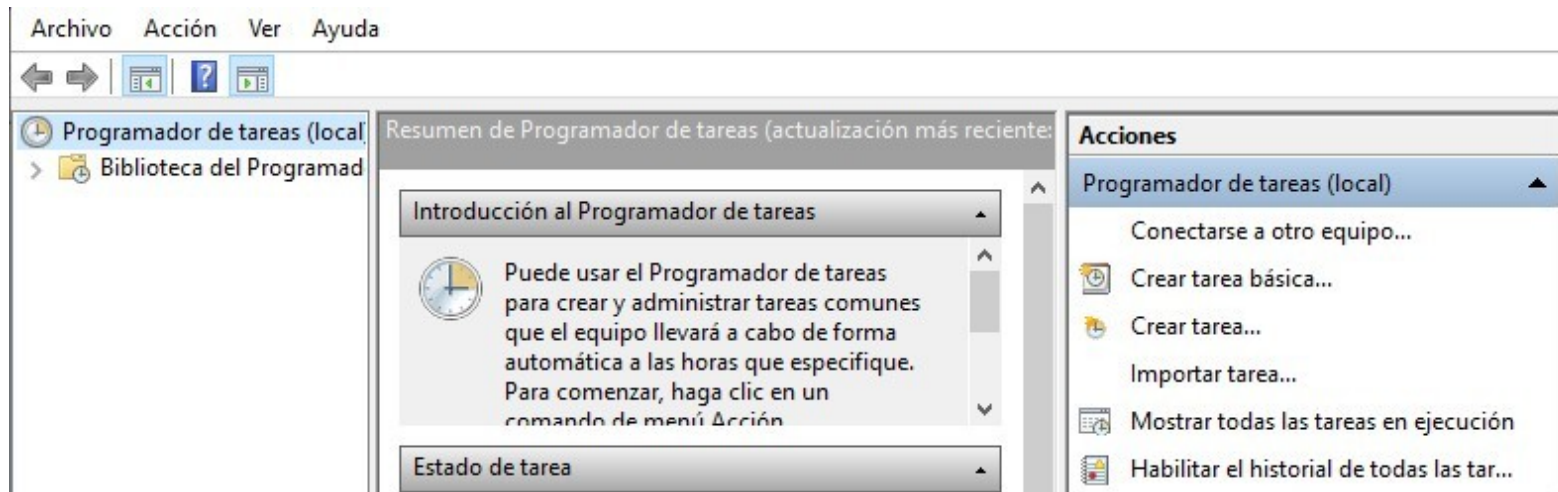 Archivo Acción Ver Ayuda
Programador de tareas (local
Biblioteca del Programad
Resumen de Programador de tareas (actualización más reciente:
Introducción al Programador de tareas
Puede usar el Programador de tareas
para crear y administrar tareas comunes
que el equipo llevará a cabo de forma
automática a las horas que especifique.
Para comenzar, haga clic en un
comando de menú Acción
Estado de tarea
Acciones
Programador de tareas (local)
Conectarse a otro equipo...
Crear tarea básica...
Crear tarea...
Importar tarea...
Mostrar todas las tareas en ejecución
Habilitar el historial de todas las tar...